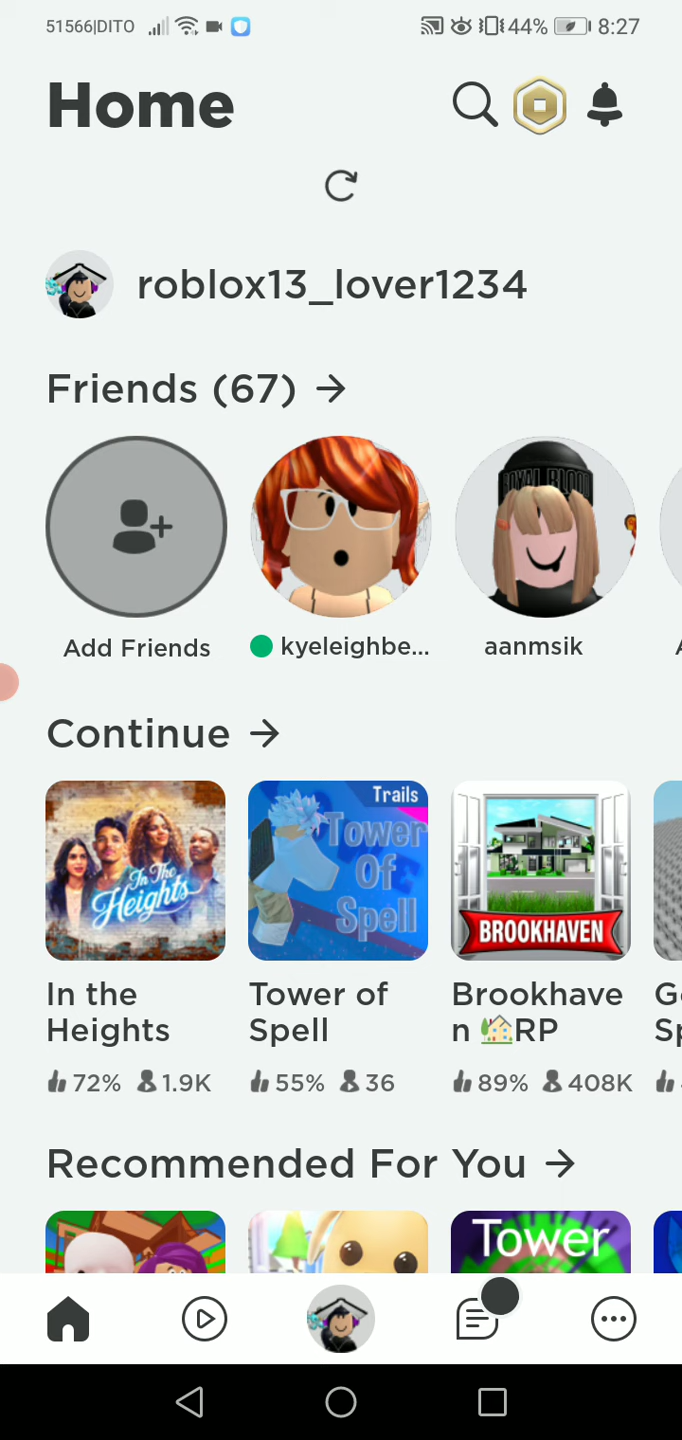 51566|DITO 44% 8:27
Home
roblox13_lover1234
Friends (67) →
ROYAL BLOOD
Add Friends
kyeleighbe...
aanmsik
Continue →
In The
Heights
Trails
Tower
Of
Spell
BROOKHAVEN
In the
Heights
Tower of
Spell
Brookhave
n 🏡RP
72% 1.9K
55% 36
89% 408K
Recommended For You →
Tower